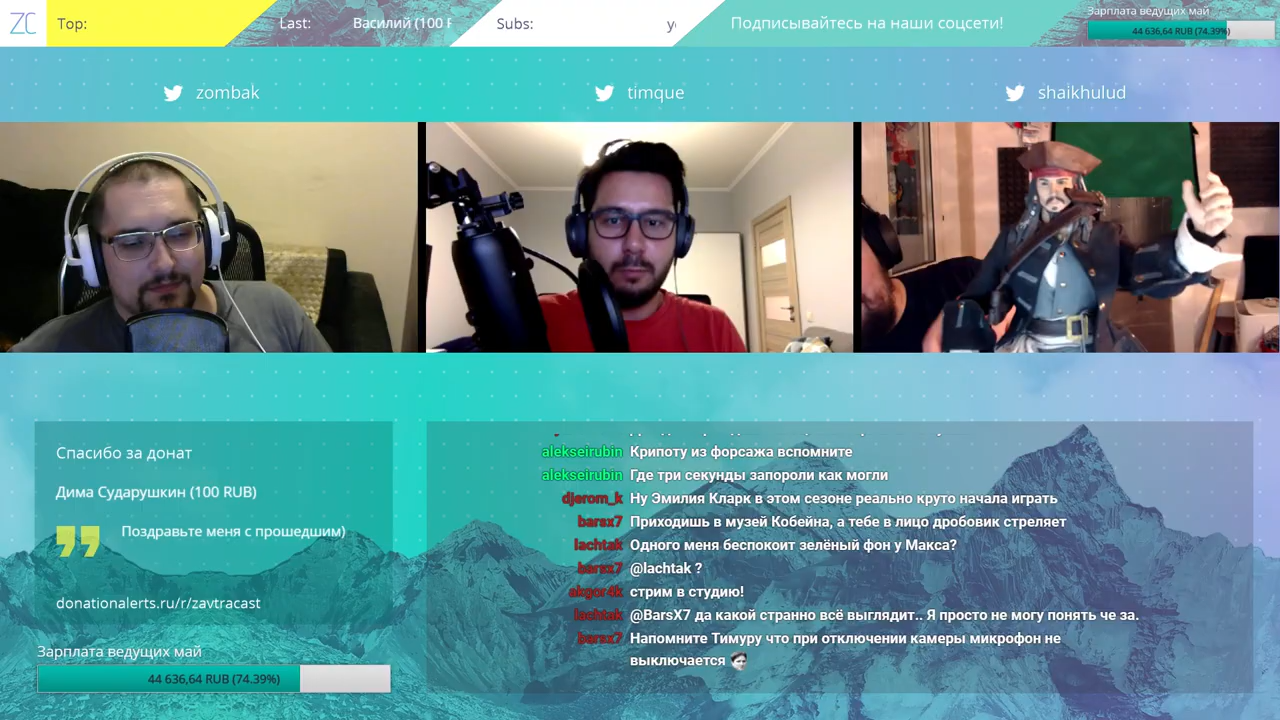 ZC
Top:
Last:
Василий (100
Subs:
Подписывайтесь на наши соцсети!
Зарплата ведущих май
44 636,64 RUB (74.39%)
zombak
timque
shaikhulud
Спасибо за донат
Дима Сударушкин (100 RUB)
Поздравьте меня с прошедшим)
donationalerts.ru/r/zavtracast
Зарплата ведущих май
44 636,64 RUB (74.39%)
alekseirubin Крипоту из форсажа вспомните
alekseirubin Где три секунды запороли как могли
djerom_k Ну Эмилия Кларк в этом сезоне реально круто начала играть
barsx7 Приходишь в музей Кобейна, а тебе в лицо дробовик стреляет
lachtak Одного меня беспокоит зелёный фон у Макса?
barsx7 @lachtak ?
akgor4k стрим в студию!
lachtak @BarsX7 да какой странно всё выглядит.. Я просто не могу понять че за.
barsx7 Напомните Тимуру что при отключении камеры микрофон не
выключается